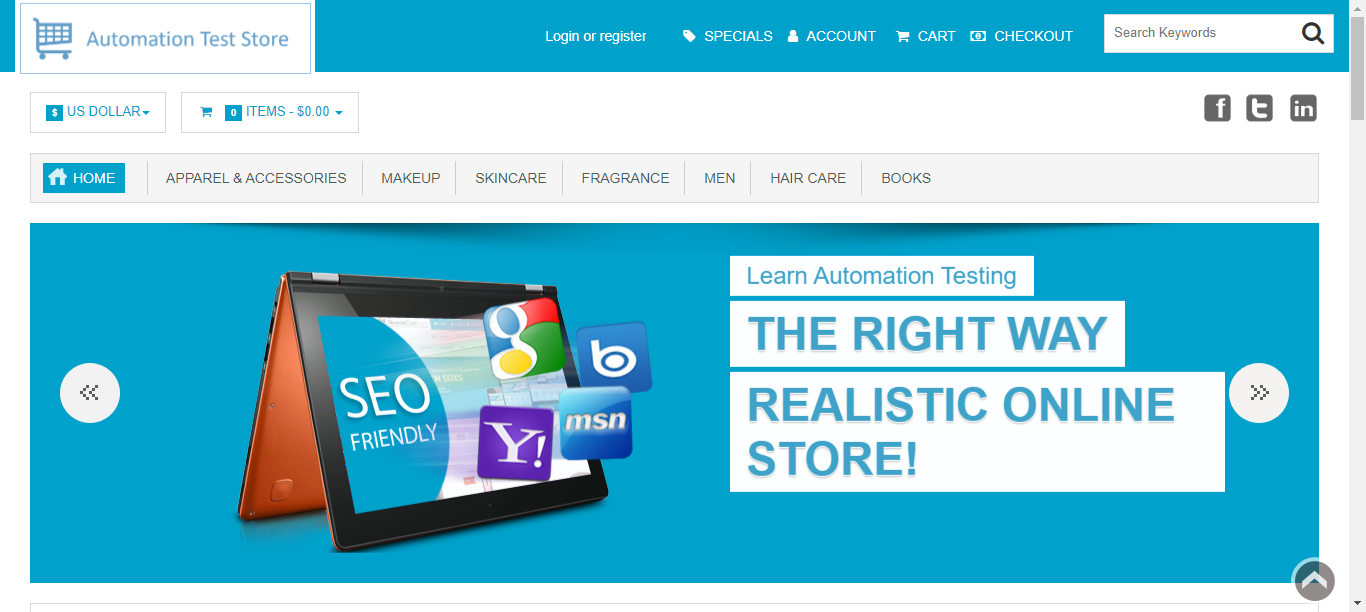 Automation Test Store
Login or register
SPECIALS
ACCOUNT
CART
CHECKOUT
Search Keywords
$ US DOLLAR
0 ITEMS - $0.00
f
t
in
HOME
APPAREL & ACCESSORIES
MAKEUP
SKINCARE
FRAGRANCE
MEN
HAIR CARE
BOOKS
Learn Automation Testing
THE RIGHT WAY
REALISTIC ONLINE
STORE!
SEO
FRIENDLY
g
b
msn
Y!